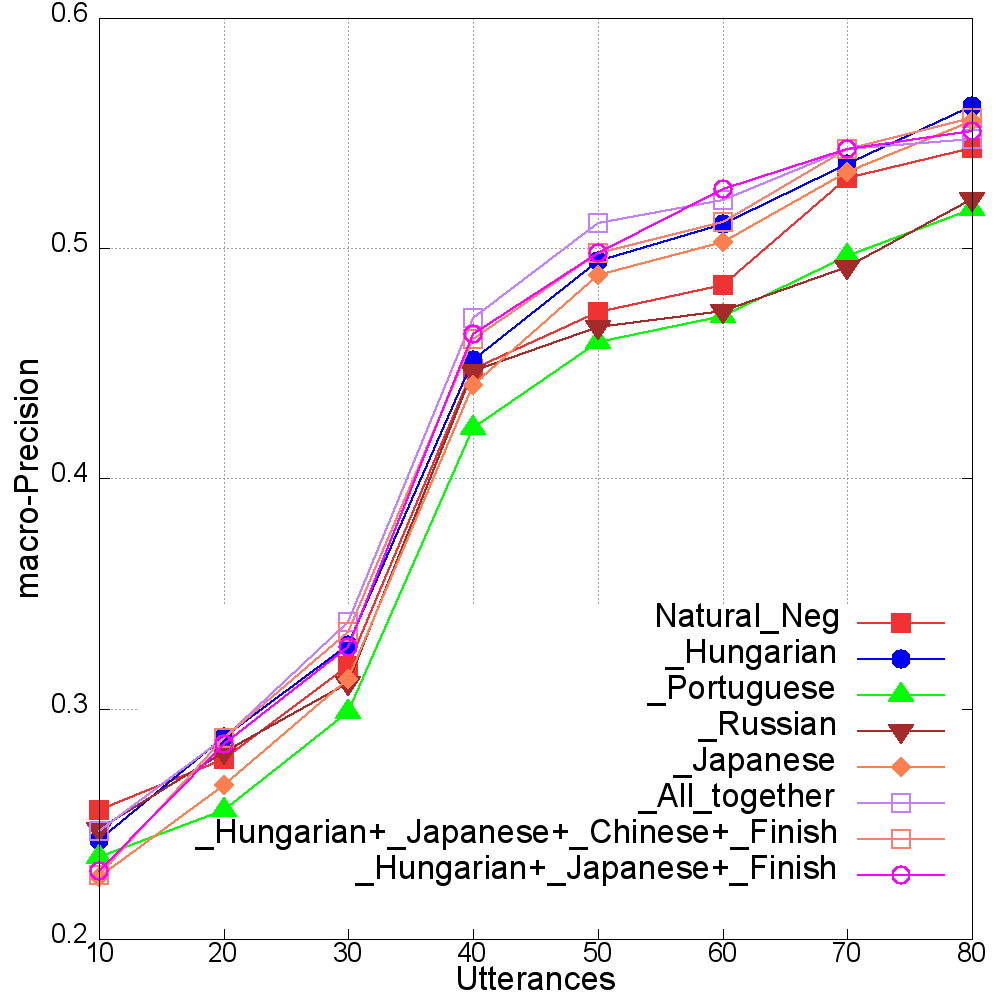 0.6
0.5
0.4
0.3
0.2
macro-Precision
Natural_Neg
_Hungarian
_Portuguese
_Russian
_Japanese
_All_together
_Hungarian+_Japanese+_Chinese+_Finish
_Hungarian+_Japanese+_Finish
10 20 30 40 50 60 70 80
Utterances